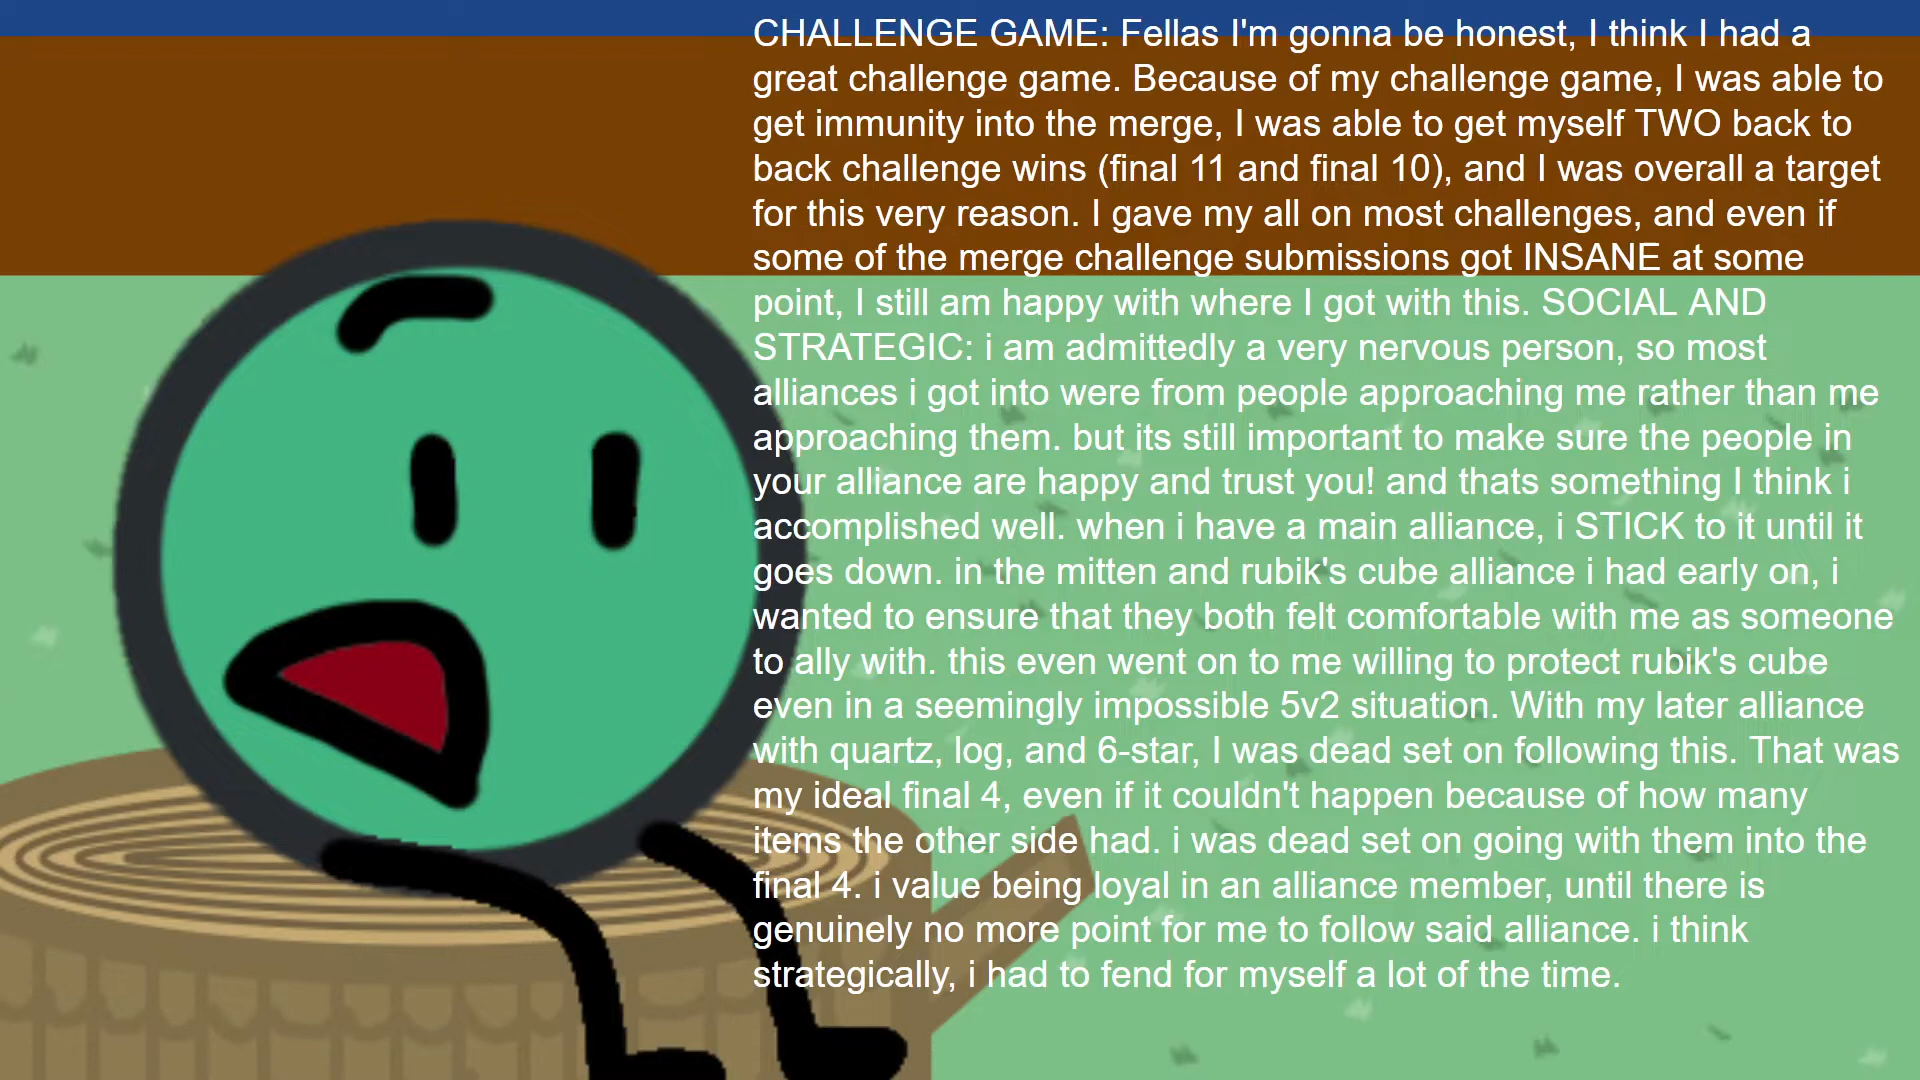 CHALLENGE GAME: Fellas I'm gonna be honest, I think I had a
great challenge game. Because of my challenge game, I was able to
get immunity into the merge, I was able to get myself TWO back to
back challenge wins (final 11 and final 10), and I was overall a target
for this very reason. I gave my all on most challenges, and even if
some of the merge challenge submissions got INSANE at some
point, I still am happy with where I got with this. SOCIAL AND
STRATEGIC: i am admittedly a very nervous person, so most
alliances i got into were from people approaching me rather than me
approaching them. but its still important to make sure the people in
your alliance are happy and trust you! and thats something I think i
accomplished well. when i have a main alliance, i STICK to it until it
goes down. in the mitten and rubik's cube alliance i had early on, i
wanted to ensure that they both felt comfortable with me as someone
to ally with. this even went on to me willing to protect rubik's cube
even in a seemingly impossible 5v2 situation. With my later alliance
with quartz, log, and 6-star, I was dead set on following this. That was
my ideal final 4, even if it couldn't happen because of how many
items the other side had. i was dead set on going with them into the
final 4. i value being loyal in an alliance member, until there is
genuinely no more point for me to follow said alliance. i think
strategically, i had to fend for myself a lot of the time.